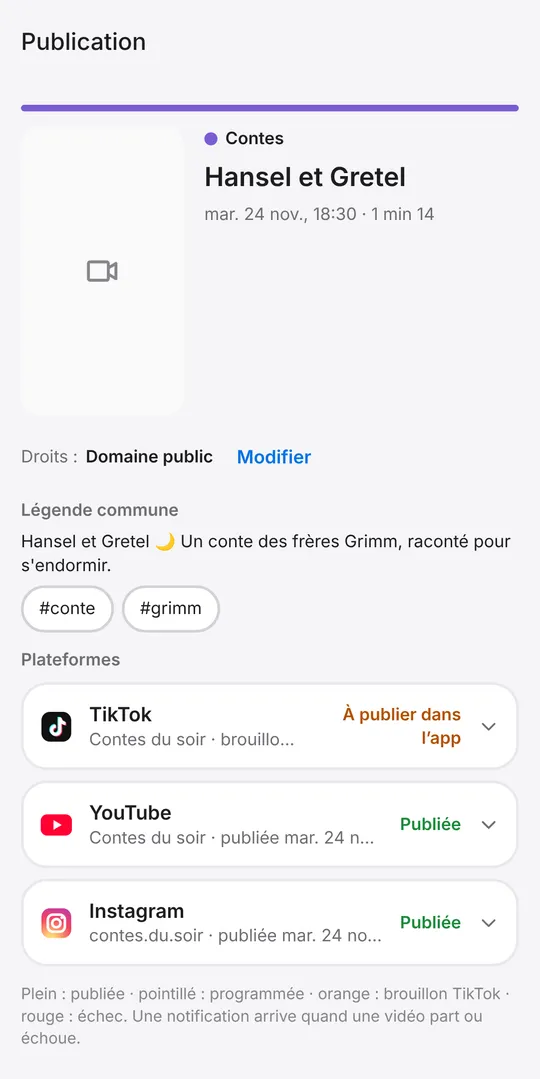 Publication
Contes
Hansel et Gretel
mar. 24 nov., 18:30 · 1 min 14
Droits : Domaine public Modifier
Légende commune
Hansel et Gretel 🌙 Un conte des frères Grimm, raconté pour
s'endormir.
#conte #grimm
Plateformes
TikTok
Contes du soir · brouillo...
À publier dans
l’app
YouTube
Contes du soir · publiée mar. 24 n...
Publiée
Instagram
contes.du.soir · publiée mar. 24 no...
Publiée
Plein : publiée · pointillé : programmée · orange : brouillon TikTok ·
rouge : échec. Une notification arrive quand une vidéo part ou
échoue.